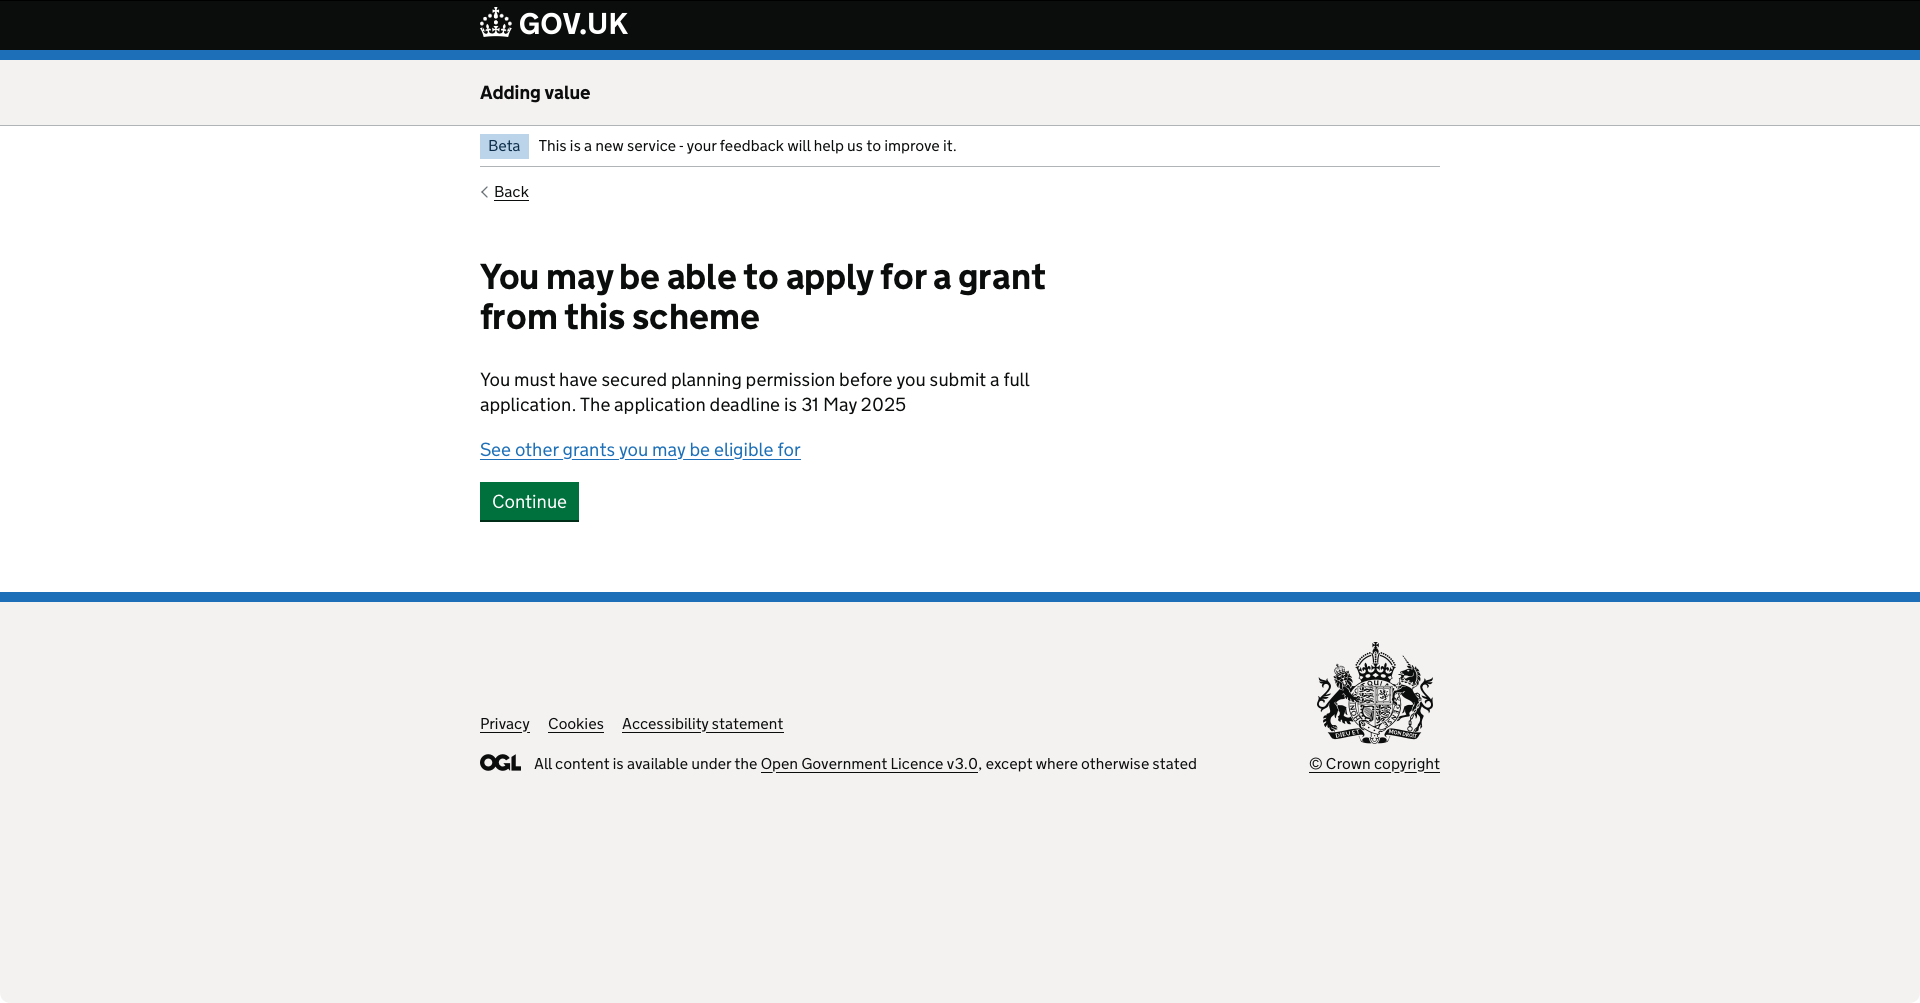 GOV.UK
Adding value
Beta This is a new service - your feedback will help us to improve it.
Back
You may be able to apply for a grant
from this scheme
You must have secured planning permission before you submit a full
application. The application deadline is 31 May 2025
See other grants you may be eligible for
Continue
Privacy Cookies Accessibility statement
OGL All content is available under the Open Government Licence v3.0, except where otherwise stated
DIEU ET MON DROIT
© Crown copyright